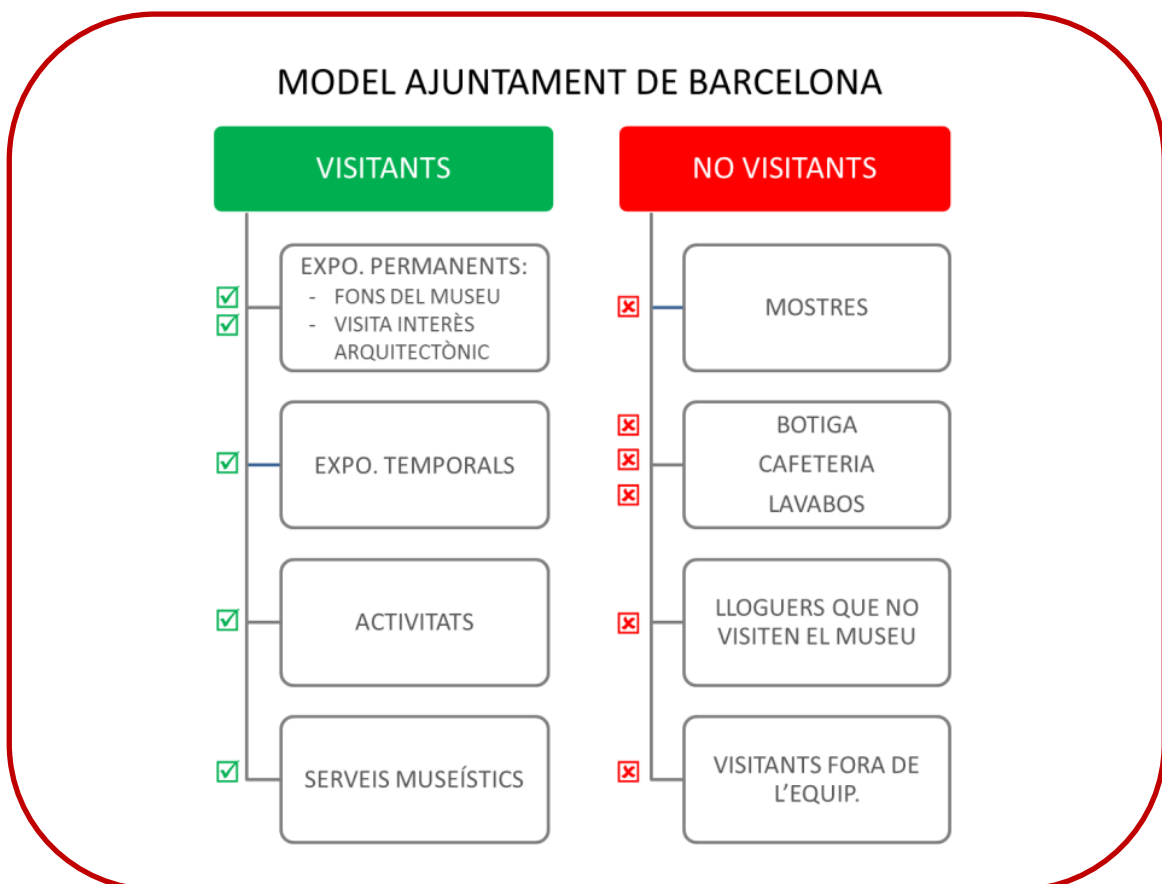 MODEL AJUNTAMENT DE BARCELONA
VISITANTS
EXPO. PERMANENTS:
- FONS DEL MUSEU
- VISITA INTERÈS
ARQUITECTÒNIC
EXPO. TEMPORALS
ACTIVITATS
SERVEIS MUSEÍSTICS
NO VISITANTS
MOSTRES
BOTIGA
CAFETERIA
LAVABOS
LLOGUERS QUE NO
VISITEN EL MUSEU
VISITANTS FORA DE
L’EQUIP.